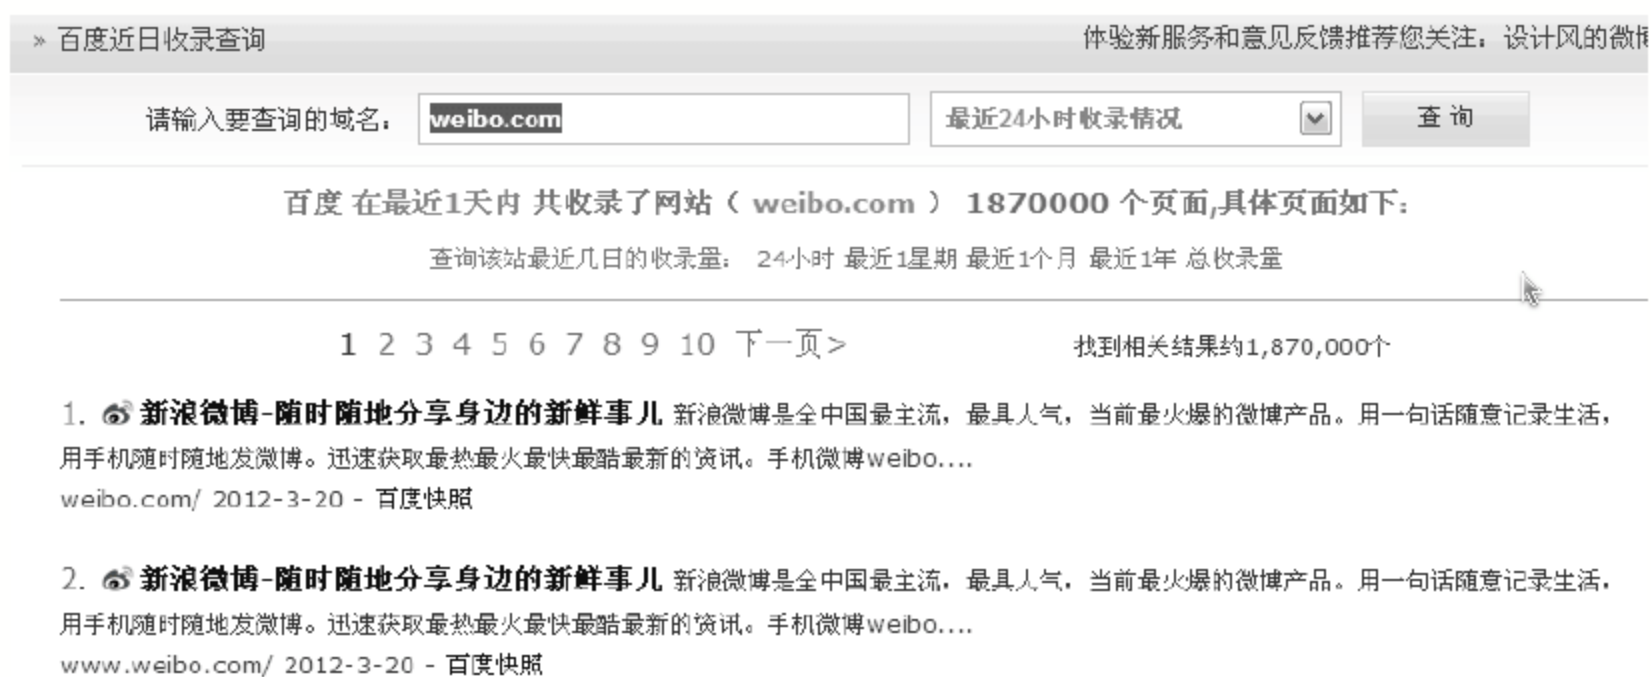 » 百度近日收录查询 体验新服务和意见反馈推荐您关注：设计风的微博
请输入要查询的域名： weibo.com 最近24小时收录情况 查 询
百度 在最近1天内 共收录了网站（ weibo.com ） 1870000 个页面,具体页面如下：
查询该站最近几日的收录量： 24小时 最近1星期 最近1个月 最近1年 总收录量
1 2 3 4 5 6 7 8 9 10 下一页> 找到相关结果约1,870,000个
1. 新浪微博-随时随地分享身边的新鲜事儿 新浪微博是全中国最主流，最具人气，当前最火爆的微博产品。用一句话随意记录生活，
用手机随时随地发微博。迅速获取最热最火最快最酷最新的资讯。手机微博weibo....
weibo.com/ 2012-3-20 - 百度快照
2. 新浪微博-随时随地分享身边的新鲜事儿 新浪微博是全中国最主流，最具人气，当前最火爆的微博产品。用一句话随意记录生活，
用手机随时随地发微博。迅速获取最热最火最快最酷最新的资讯。手机微博weibo....
www.weibo.com/ 2012-3-20 - 百度快照